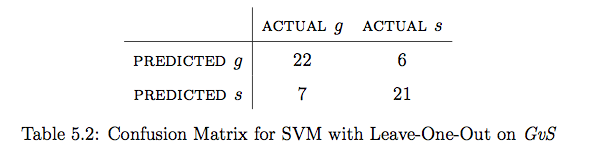 ACTUAL g ACTUAL s
PREDICTED g 22 6
PREDICTED s 7 21
Table 5.2: Confusion Matrix for SVM with Leave-One-Out on GvS